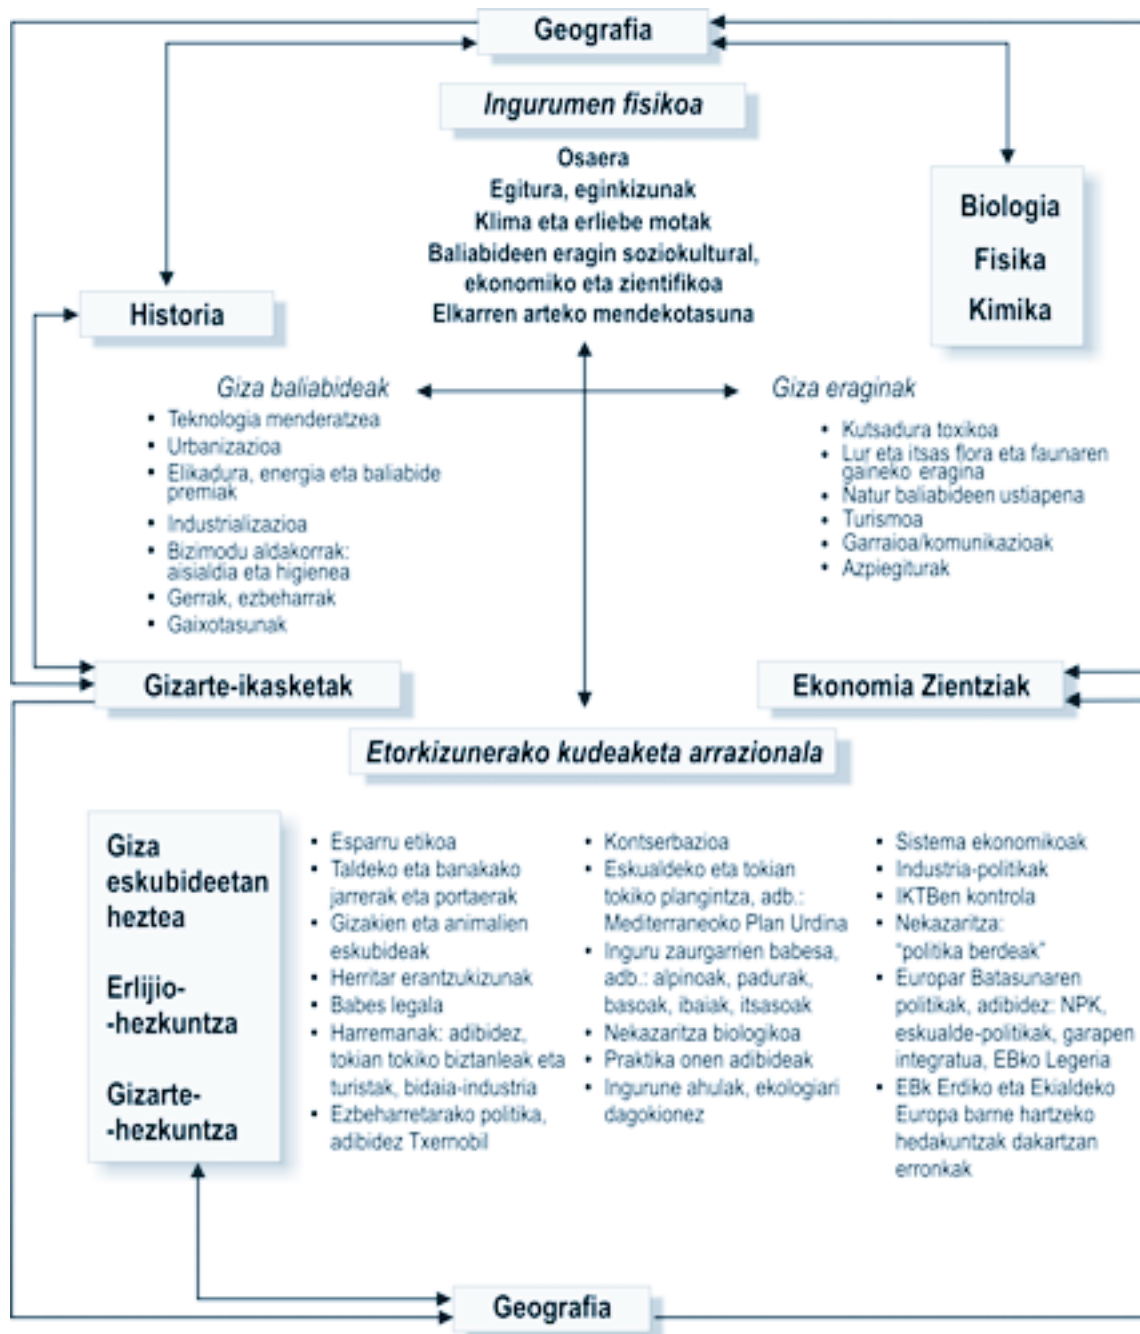 Geografia
Ingurumen fisikoa
Osaera
Egitura, eginkizunak
Klima eta erliebe motak
Baliabideen eragin soziokultural,
ekonomiko eta zientifikoa
Elkarren arteko mendekotasuna
Biologia
Fisika
Kimika
Historia
Giza baliabideak
▪ Teknologia menderatzea
▪ Urbanizazioa
▪ Elikadura, energia eta baliabide
premiak
▪ Industrializazioa
▪ Bizimodu aldakorrak:
aisialdia eta higienea
▪ Gerrak, ezbeharrak
▪ Gaixotasunak
Giza eraginak
• Kutsadura toxikoa
• Lur eta itsas flora eta faunaren
gaineko eragina
• Natur baliabideen ustiapena
• Turismoa
• Garraioa/komunikazioak
• Azpiegiturak
Gizarte-ikasketak
Ekonomia Zientziak
Etorkizunerako kudeaketa arrazionala
Giza
eskubideetan
heztea
Erlijio-
-hezkuntza
Gizarte-
-hezkuntza
▪ Esparru etikoa
▪ Taldeko eta banakako
jarrerak eta portaerak
▪ Gizakien eta animalien
eskubideak
▪ Herritar erantzukizunak
▪ Babes legala
▪ Harremanak: adibidez,
tokian tokiko biztanleak eta
turistak, bidaia-industria
▪ Ezbeharretarako politika,
adibidez Txernobil
• Kontserbazioa
• Eskualdeko eta tokian
tokiko plangintza, adb.:
Mediterraneoko Plan Urdina
• Inguru zaurgarrien babesa,
adb.: alpinoak, padurak,
basoak, ibaiak, itsasoak
• Nekazaritza biologikoa
• Praktika onen adibideak
• Ingurune ahulak, ekologiari
dagokionez
▪ Sistema ekonomikoak
▪ Industria-politikak
▪ IKTBen kontrola
▪ Nekazaritza:
“politika berdeak”
▪ Europar Batasunaren
politikak, adibidez: NPK,
eskualde-politikak, garapen
integratua, EBko Legeria
▪ EBk Erdiko eta Ekialdeko
Europa barne hartzeko
hedakuntzak dakartzan
erronkak
Geografia